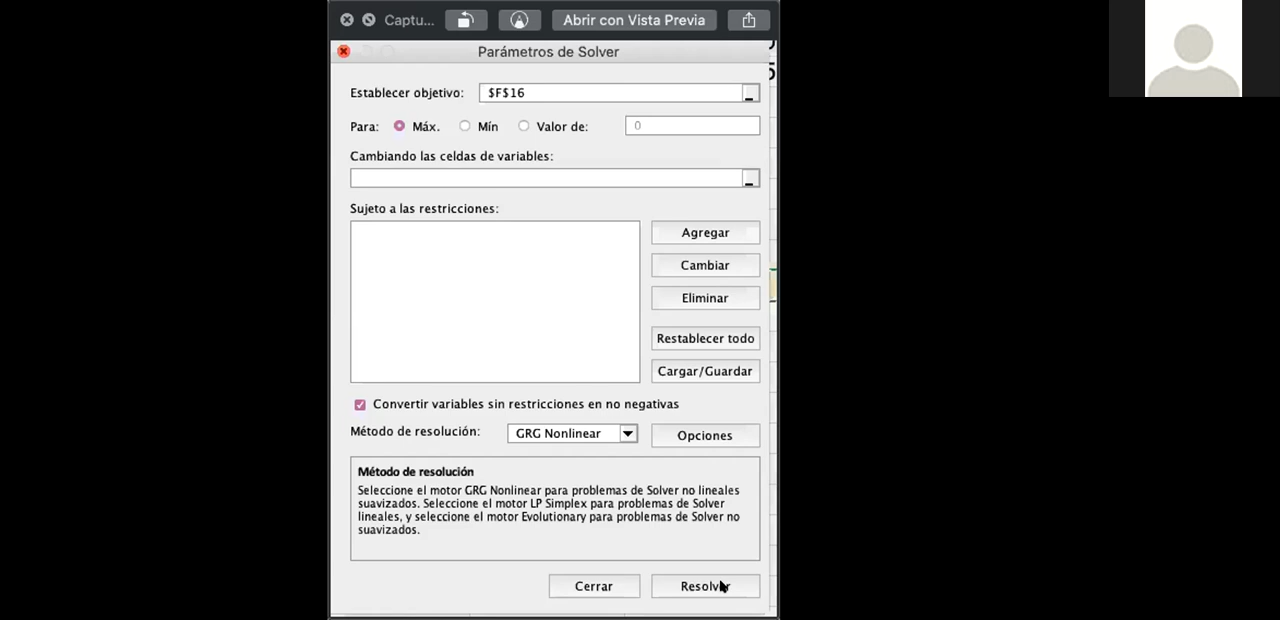 Captu... Abrir con Vista Previa
Parámetros de Solver
Establecer objetivo: $F$16
Para: Máx. Mín Valor de: 0
Cambiando las celdas de variables:
Sujeto a las restricciones:
Agregar
Cambiar
Eliminar
Restablecer todo
Cargar/Guardar
Convertir variables sin restricciones en no negativas
Método de resolución: GRG Nonlinear Opciones
Método de resolución
Seleccione el motor GRG Nonlinear para problemas de Solver no lineales
suavizados. Seleccione el motor LP Simplex para problemas de Solver
lineales, y seleccione el motor Evolutionary para problemas de Solver no
suavizados.
Cerrar Resolver